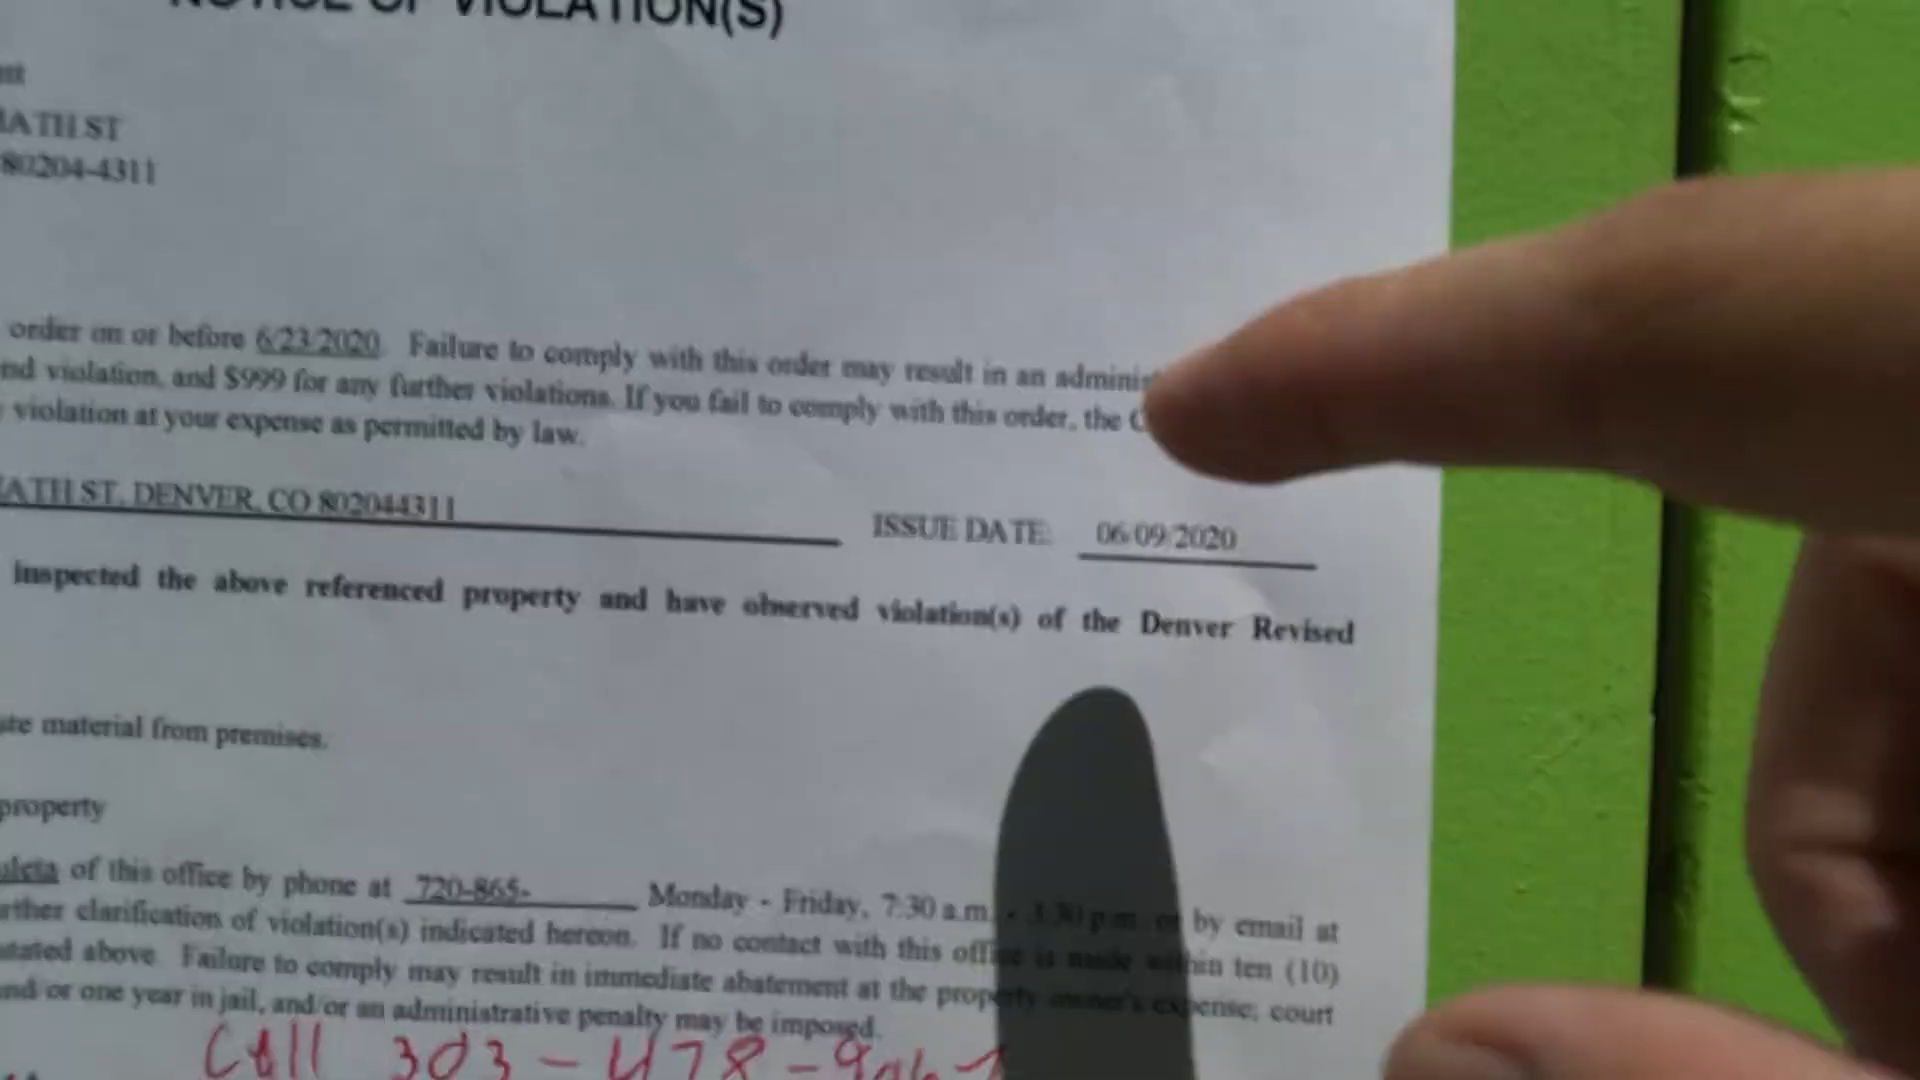 NOTICE OF VIOLATION(S)
ATH ST
80204-4311
order on or before 6/23/2020. Failure to comply with this order may result in an
violation, and $999 for any further violations. If you fail to comply with this order, the
violation at your expense as permitted by law.
ATH ST, DENVER, CO 802044311
ISSUE DATE: 06/09/2020
inspected the above referenced property and have observed violation(s) of the Denver Revised
material from premises.
property
of this office by phone at 720-865- Monday - Friday, 7:30 a.m. - 3:30 p.m. or by email at
clarification of violation(s) indicated hereon. If no contact with this office is made within ten (10)
stated above. Failure to comply may result in immediate abatement at the property owner's expense; court
and/or one year in jail, and/or an administrative penalty may be imposed.
Call 303-478-